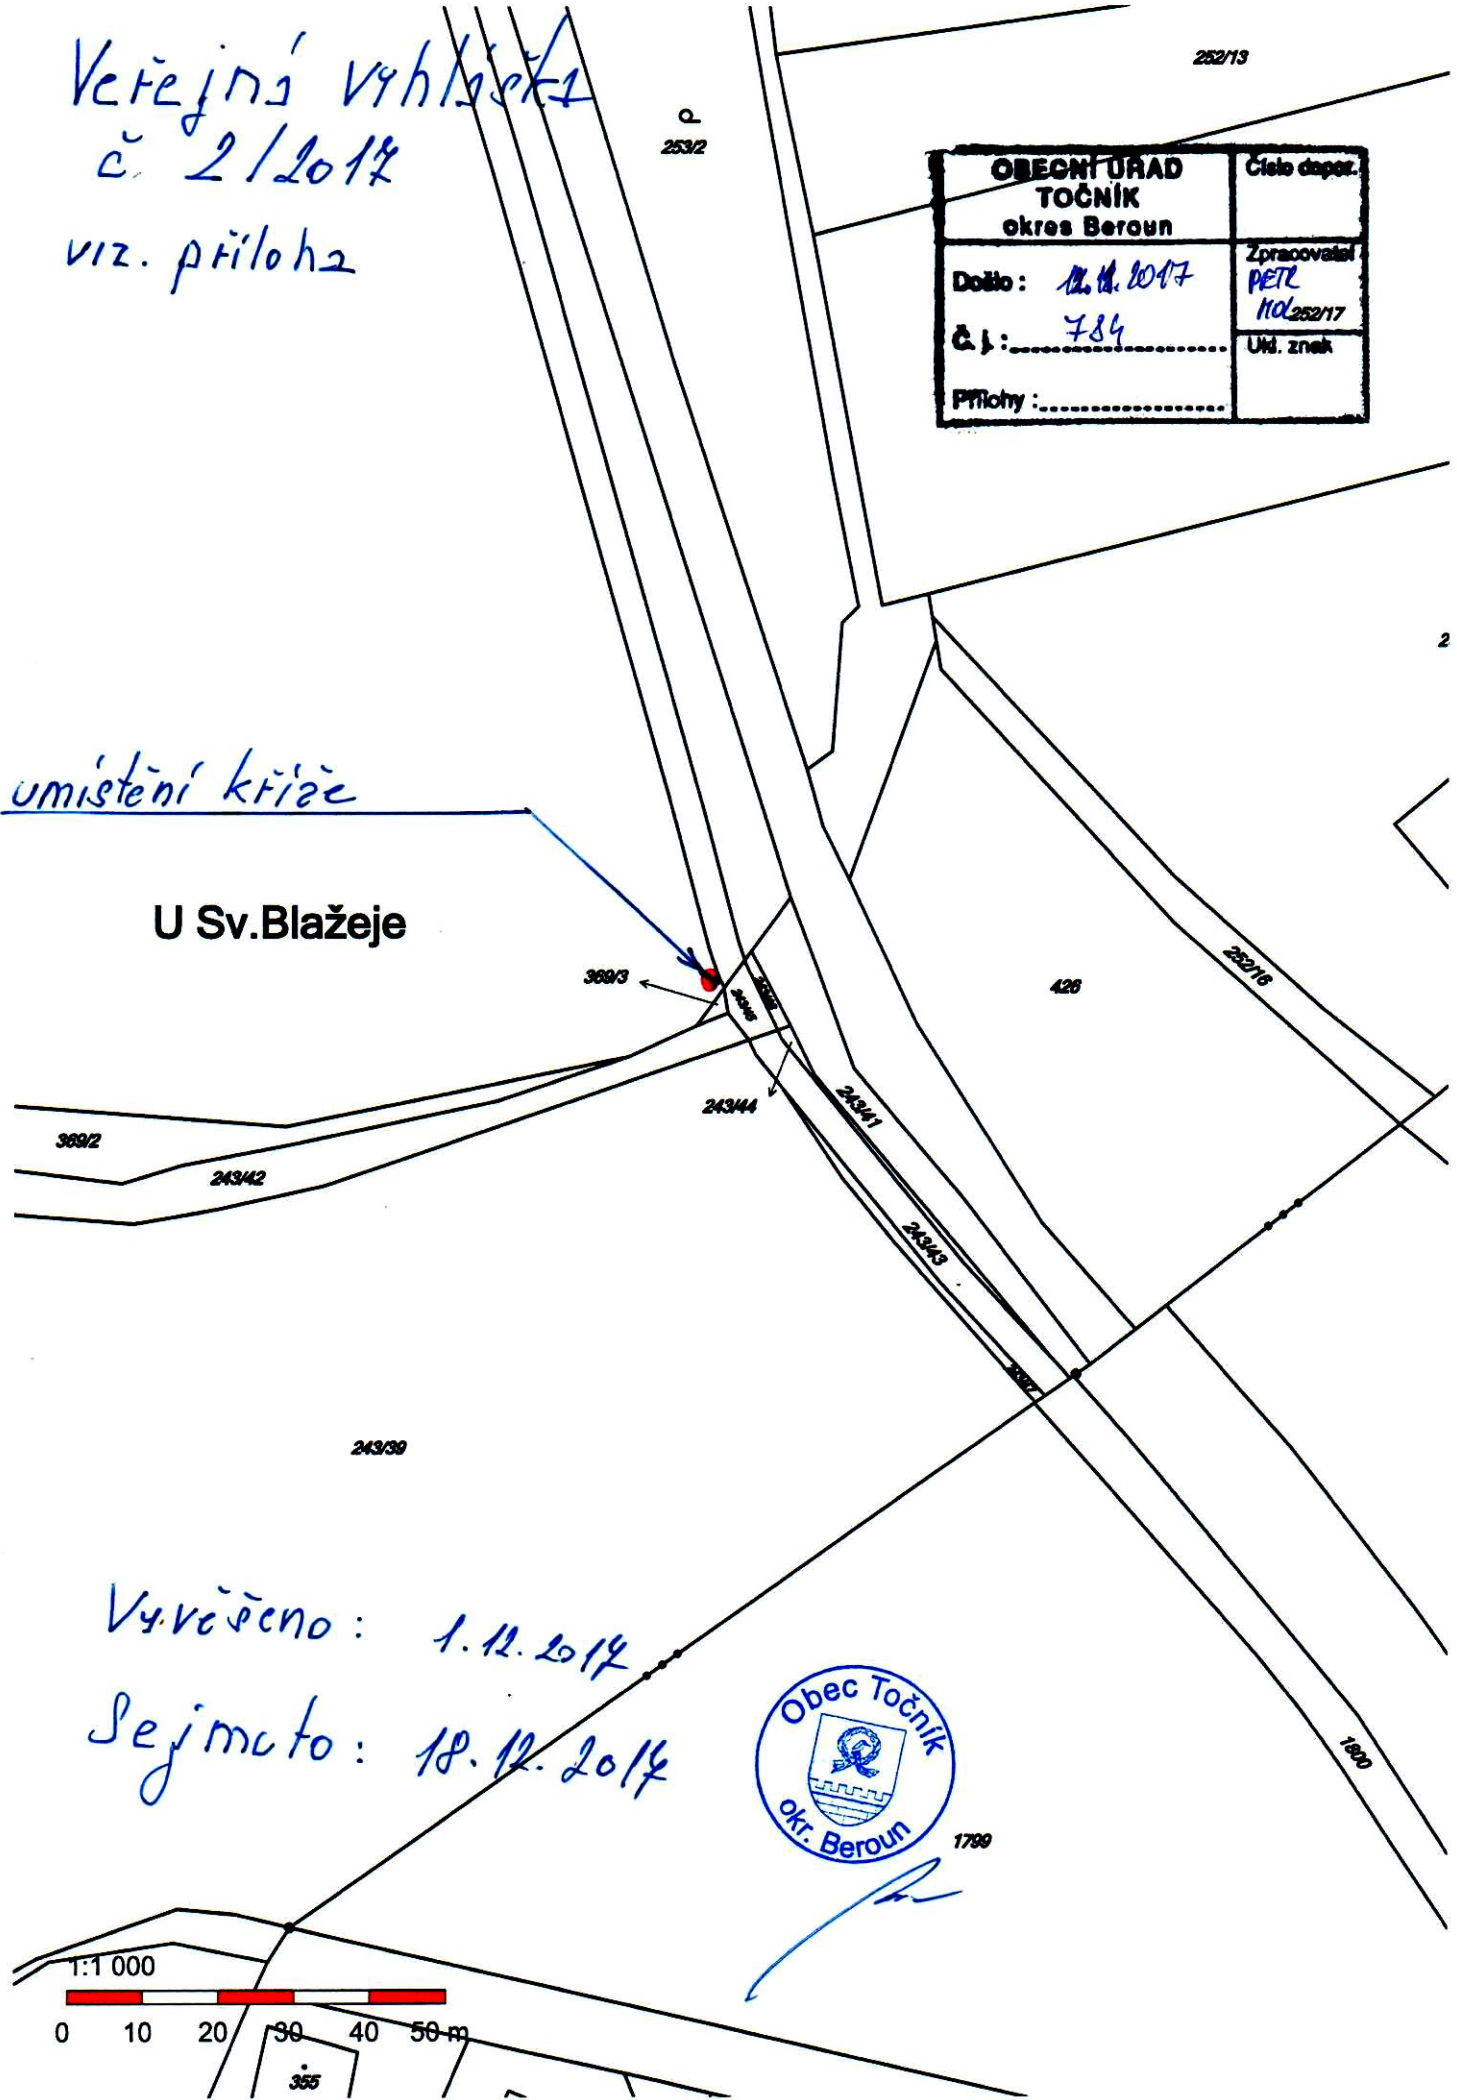 Veřejná vyhláška
č. 2/2017
viz. příloha
252/13
253/2
OBECNÍ ÚŘAD
TOČNÍK
okres Beroun
Číslo dopor.
Došlo :
2017
Č. j. : 784
Přílohy :
Zpracovatel
PETR
252/17
Ukl. znak
2
umístění kříže
U Sv.Blažeje
369/3
426
252/16
243/44
243/41
369/2
243/42
243/43
243/39
Vyvěšeno : 1.12.2017
Sejmuto : 18.12.2017
Obec Točník
okr. Beroun
1800
1799
1:1 000
0 10 20 30 40 50 m
355